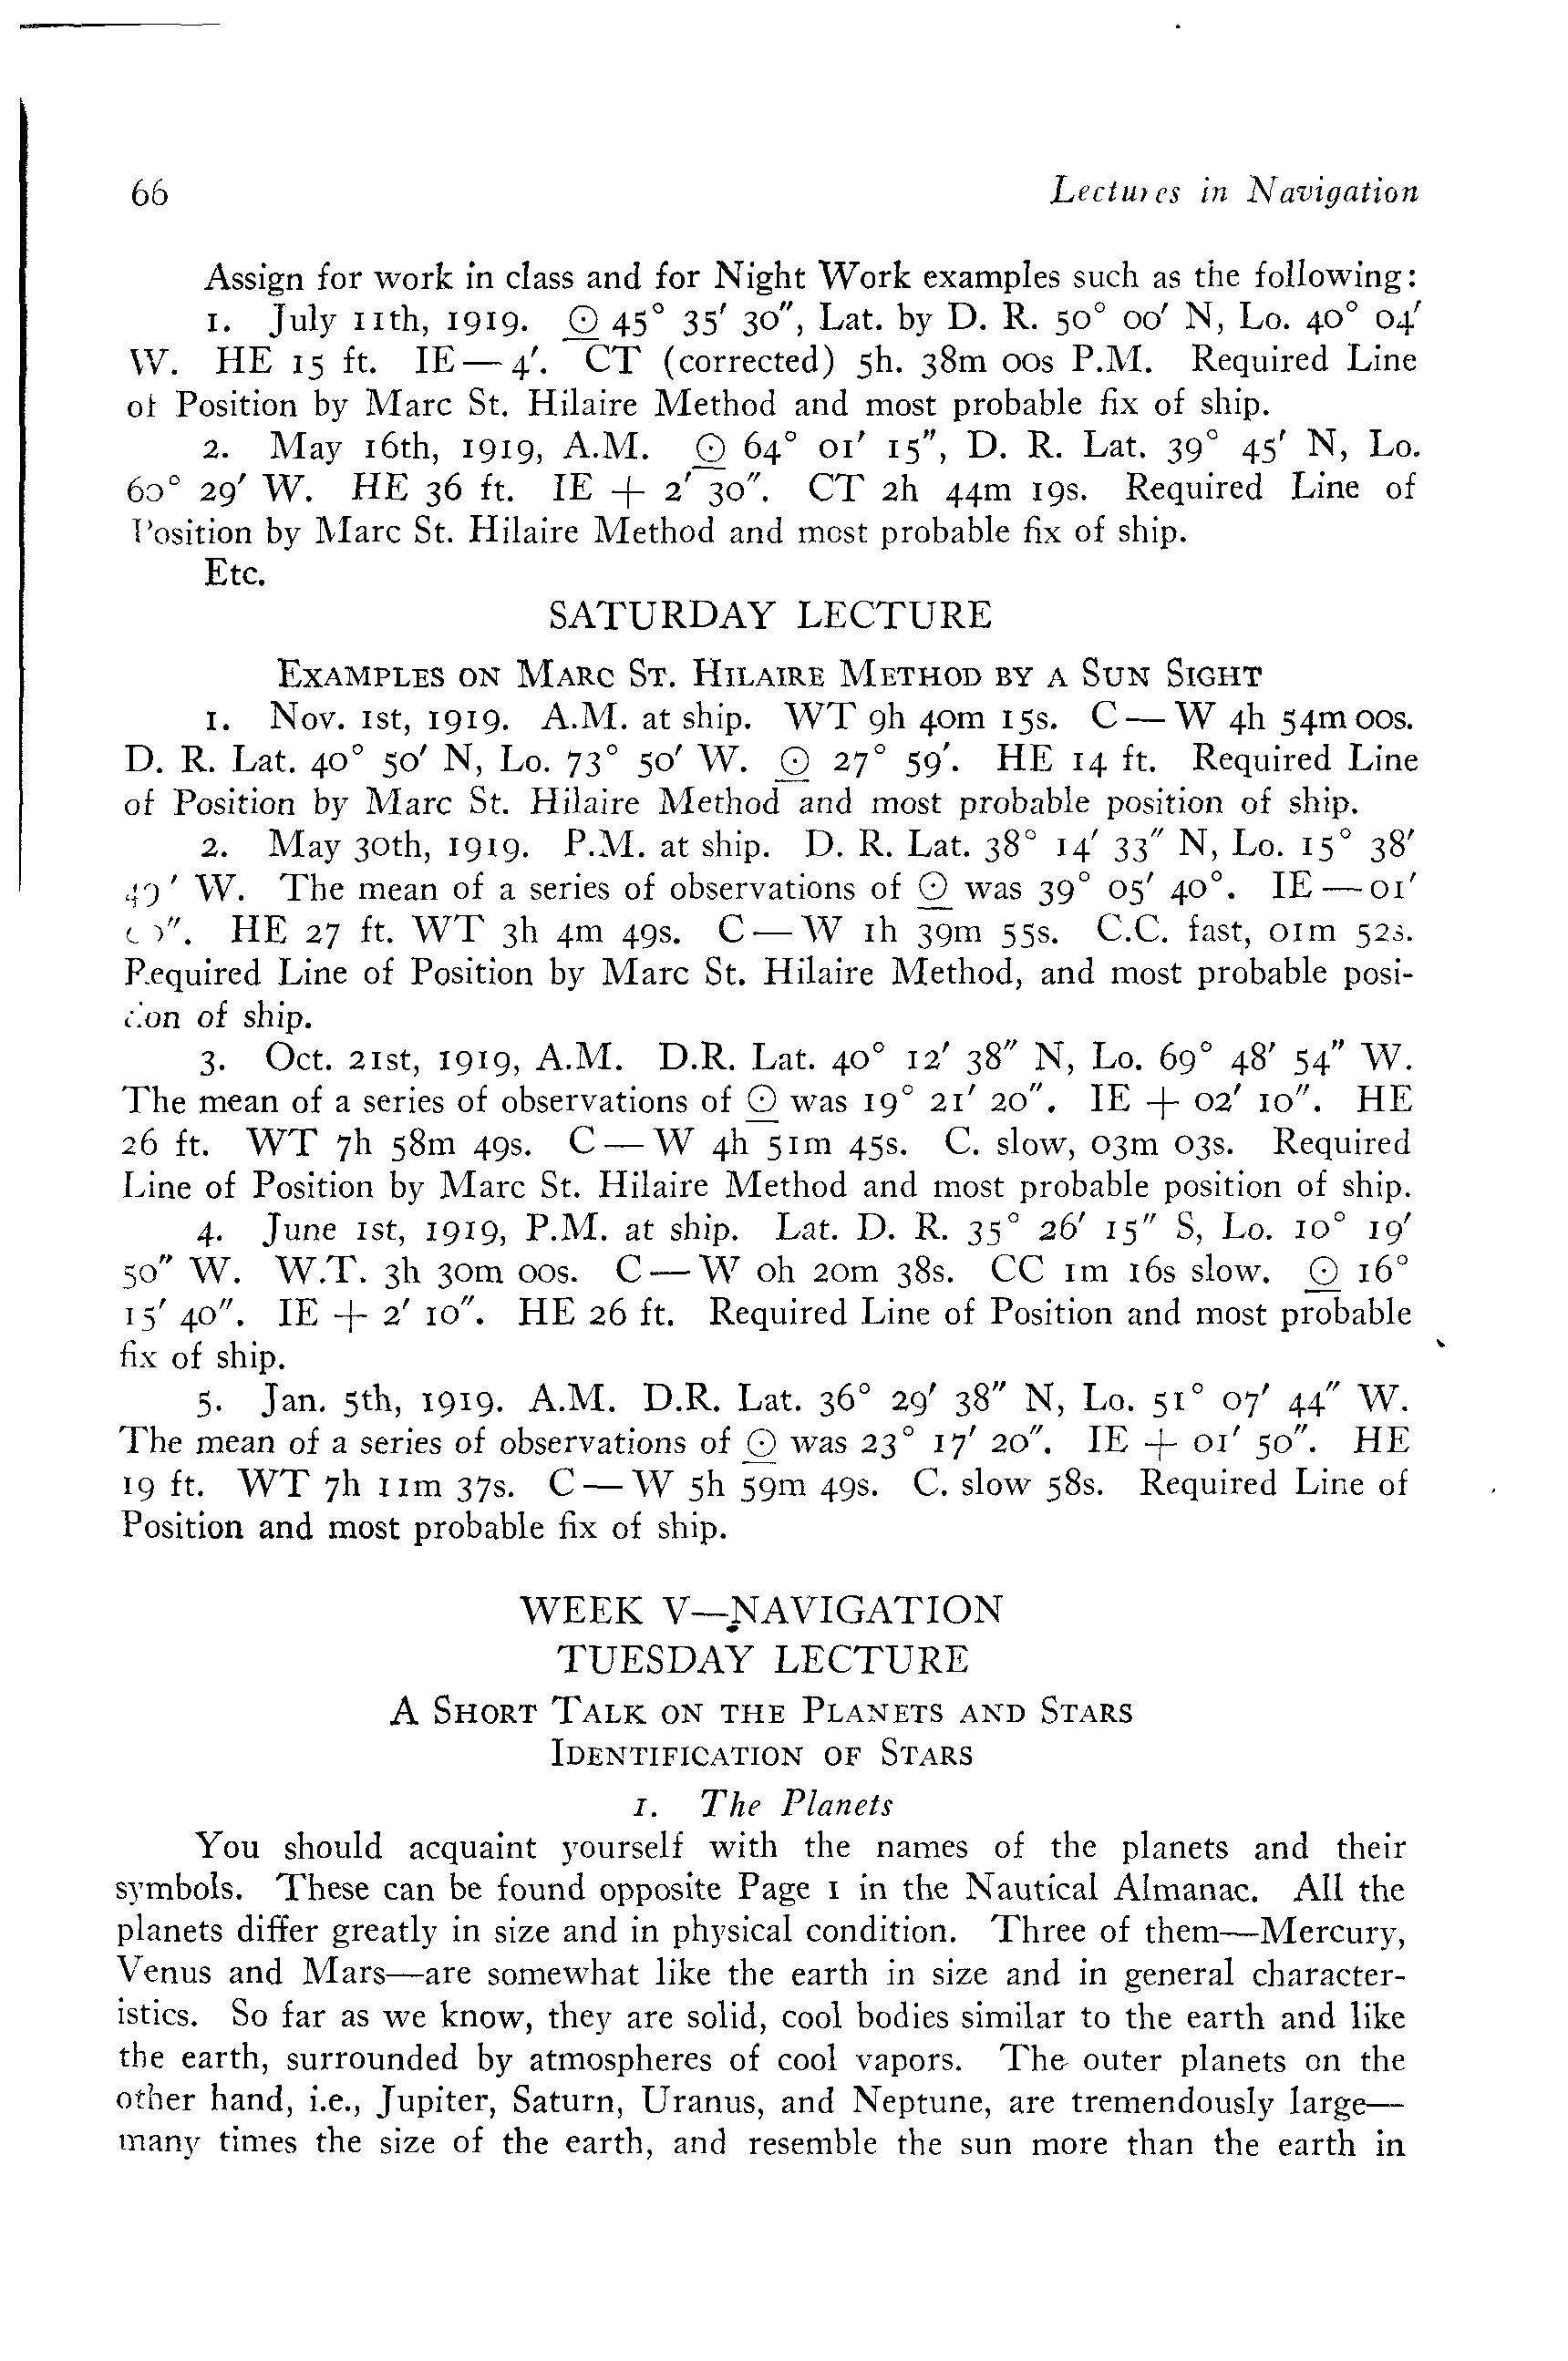 66 Lectures in Navigation
Assign for work in class and for Night Work examples such as the following:
1. July 11th, 1919. ☉ 45° 35′ 30″, Lat. by D. R. 50° 00′ N, Lo. 40° 04′
W. HE 15 ft. IE — 4′. CT (corrected) 5h. 38m 00s P.M. Required Line
of Position by Marc St. Hilaire Method and most probable fix of ship.
2. May 16th, 1919, A.M. ☉ 64° 01′ 15″, D. R. Lat. 39° 45′ N, Lo.
60° 29′ W. HE 36 ft. IE + 2′ 30″. CT 2h 44m 19s. Required Line of
Position by Marc St. Hilaire Method and most probable fix of ship.
Etc.
SATURDAY LECTURE
EXAMPLES ON MARC ST. HILAIRE METHOD BY A SUN SIGHT
1. Nov. 1st, 1919. A.M. at ship. WT 9h 40m 15s. C — W 4h 54m 00s.
D. R. Lat. 40° 50′ N, Lo. 73° 50′ W. ☉ 27° 59′. HE 14 ft. Required Line
of Position by Marc St. Hilaire Method and most probable position of ship.
2. May 30th, 1919. P.M. at ship. D. R. Lat. 38° 14′ 33″ N, Lo. 15° 38′
W. The mean of a series of observations of ☉ was 39° 05′ 40°. IE — 01′
HE 27 ft. WT 3h 4m 49s. C — W 1h 39m 55s. C.C. fast, 01m 52s.
Required Line of Position by Marc St. Hilaire Method, and most probable posi-
tion of ship.
3. Oct. 21st, 1919, A.M. D.R. Lat. 40° 12′ 38″ N, Lo. 69° 48′ 54″ W.
The mean of a series of observations of ☉ was 19° 21′ 20″. IE + 02′ 10″. HE
26 ft. WT 7h 58m 49s. C — W 4h 51m 45s. C. slow, 03m 03s. Required
Line of Position by Marc St. Hilaire Method and most probable position of ship.
4. June 1st, 1919, P.M. at ship. Lat. D. R. 35° 26′ 15″ S, Lo. 10° 19′
50″ W. W.T. 3h 30m 00s. C — W 0h 20m 38s. CC 1m 16s slow. ☉ 16°
15′ 40″. IE + 2′ 10″. HE 26 ft. Required Line of Position and most probable
fix of ship.
5. Jan. 5th, 1919. A.M. D.R. Lat. 36° 29′ 38″ N, Lo. 51° 07′ 44″ W.
The mean of a series of observations of ☉ was 23° 17′ 20″. IE + 01′ 50″. HE
19 ft. WT 7h 11m 37s. C — W 5h 59m 49s. C. slow 58s. Required Line of
Position and most probable fix of ship.
WEEK V—NAVIGATION
TUESDAY LECTURE
A SHORT TALK ON THE PLANETS AND STARS
IDENTIFICATION OF STARS
1. The Planets
You should acquaint yourself with the names of the planets and their
symbols. These can be found opposite Page 1 in the Nautical Almanac. All the
planets differ greatly in size and in physical condition. Three of them—Mercury,
Venus and Mars—are somewhat like the earth in size and in general character-
istics. So far as we know, they are solid, cool bodies similar to the earth and like
the earth, surrounded by atmospheres of cool vapors. The outer planets on the
other hand, i.e., Jupiter, Saturn, Uranus, and Neptune, are tremendously large—
many times the size of the earth, and resemble the sun more than the earth in